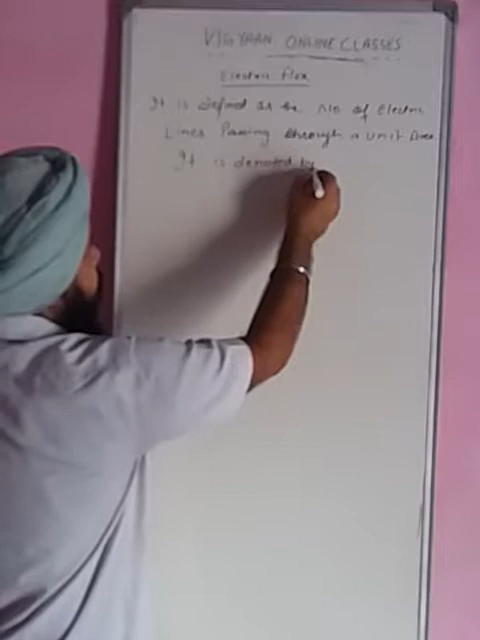 VIGYAAN ONLINE CLASSES
Electric flux
It is defined as the No of Electric
Lines Passing through a unit Area
It is denoted by